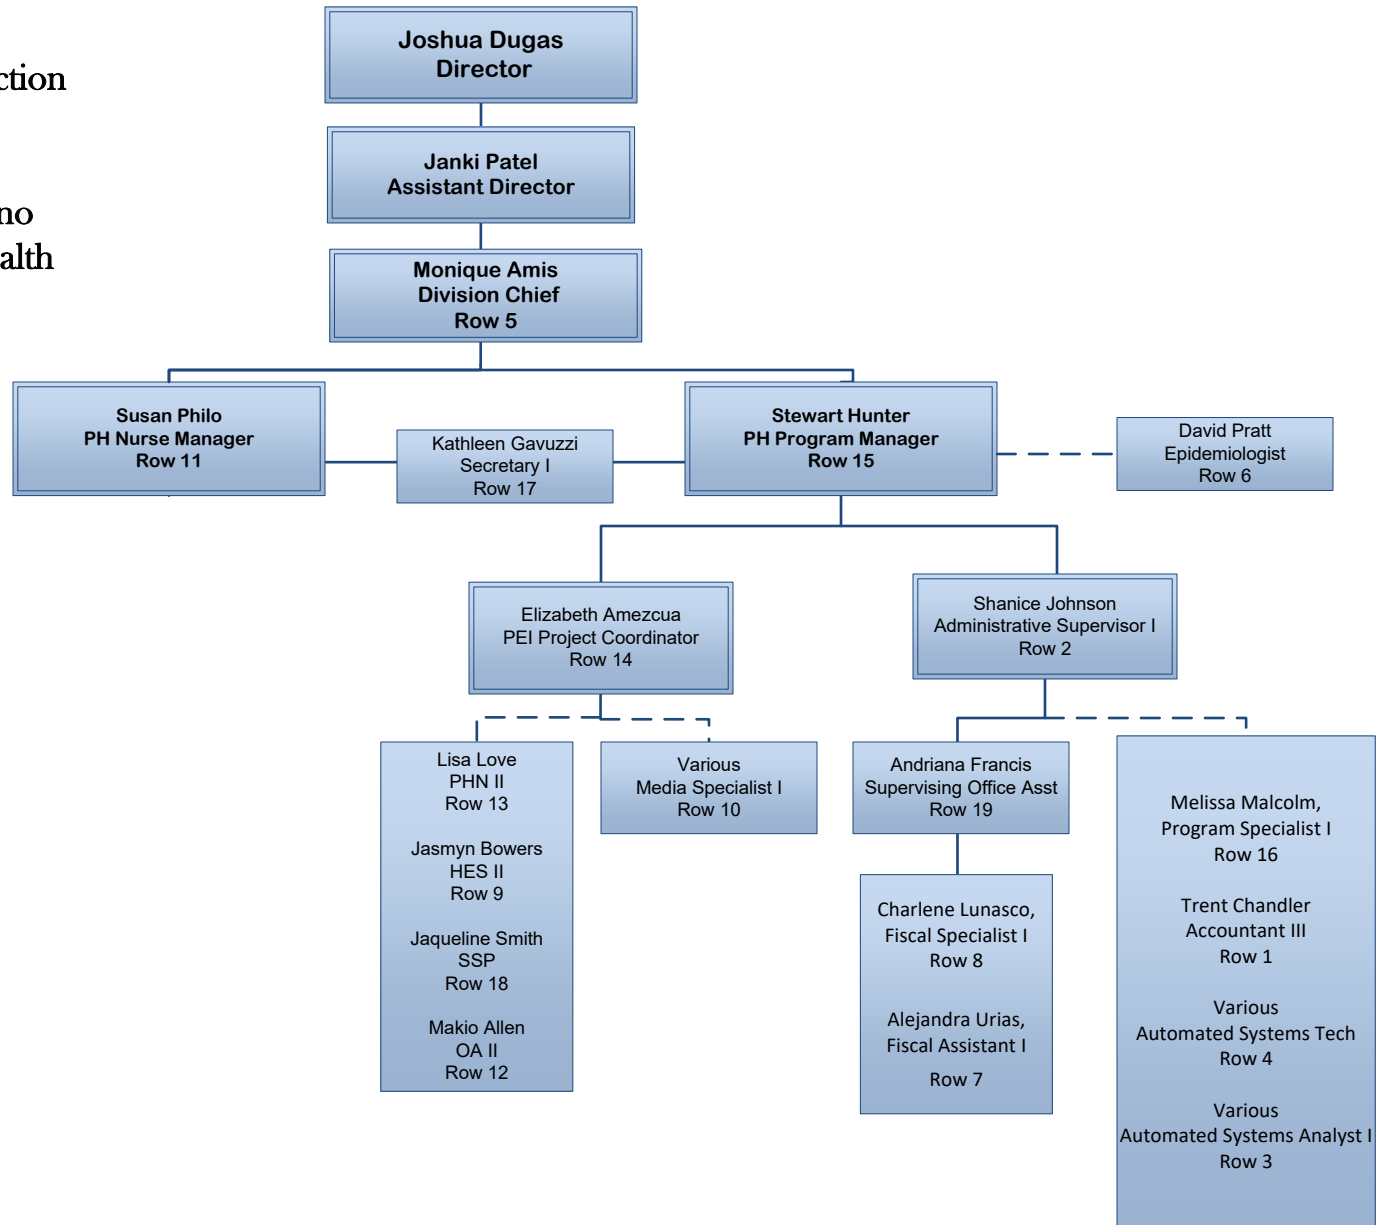 ction
no
alth
Joshua Dugas
Director
Janki Patel
Assistant Director
Monique Amis
Division Chief
Row 5
Susan Philo
PH Nurse Manager
Row 11
Kathleen Gavuzzi
Secretary I
Row 17
Stewart Hunter
PH Program Manager
Row 15
David Pratt
Epidemiologist
Row 6
Elizabeth Amezcua
PEI Project Coordinator
Row 14
Shanice Johnson
Administrative Supervisor I
Row 2
Lisa Love
PHN II
Row 13
Jasmyn Bowers
HES II
Row 9
Jaqueline Smith
SSP
Row 18
Makio Allen
OA II
Row 12
Various
Media Specialist I
Row 10
Andriana Francis
Supervising Office Asst
Row 19
Charlene Lunasco,
Fiscal Specialist I
Row 8
Alejandra Urias,
Fiscal Assistant I
Row 7
Melissa Malcolm,
Program Specialist I
Row 16
Trent Chandler
Accountant III
Row 1
Various
Automated Systems Tech
Row 4
Various
Automated Systems Analyst I
Row 3